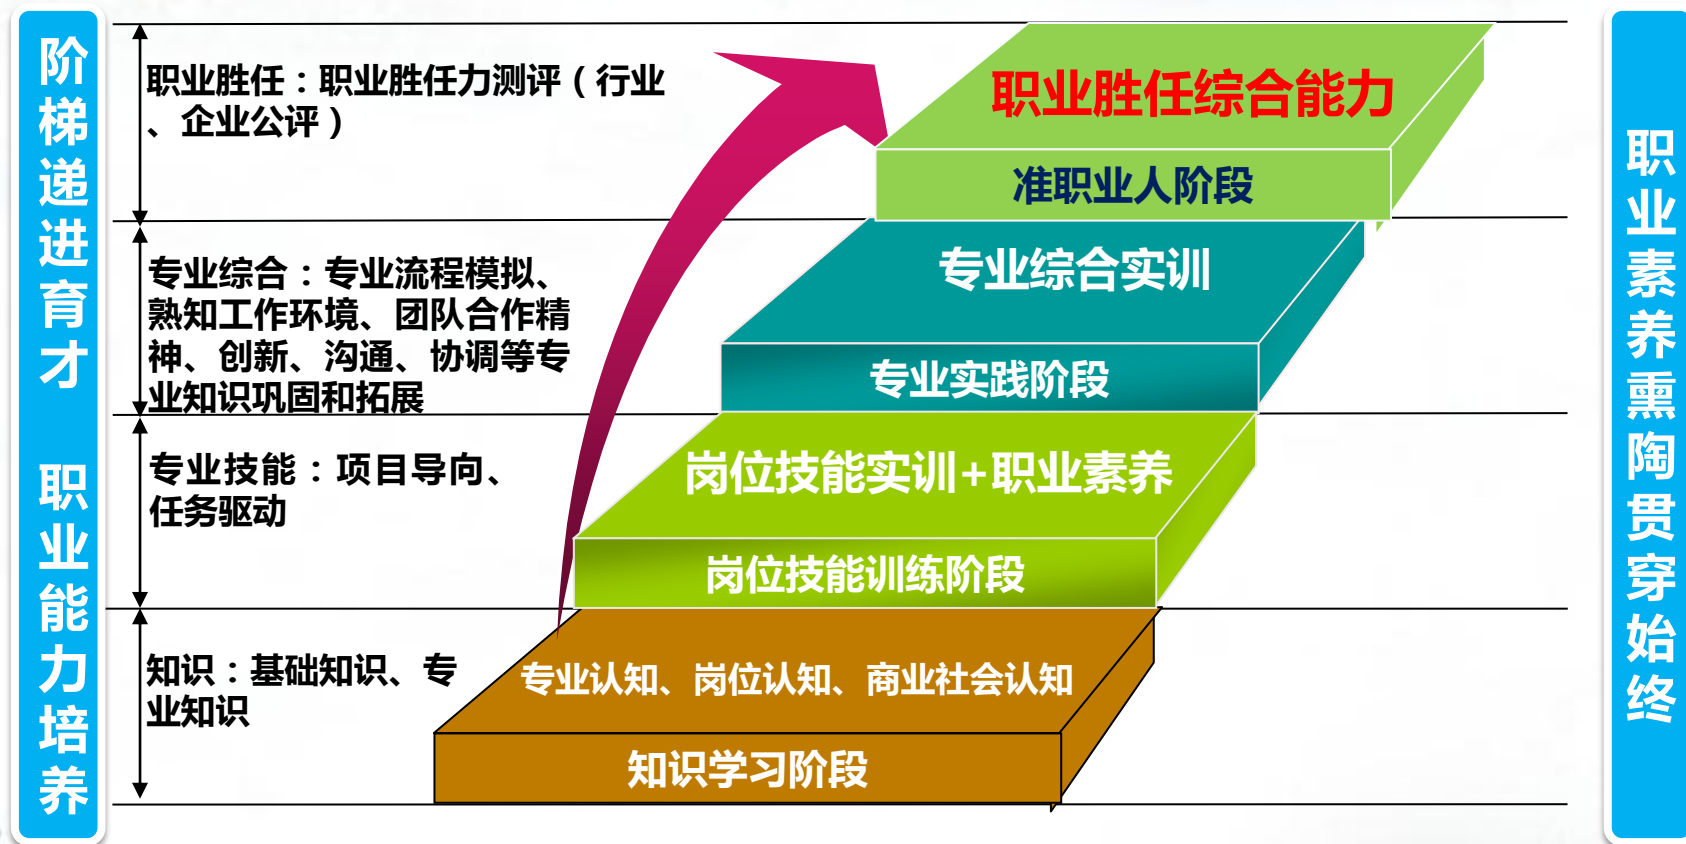 阶梯递进育才 职业能力培养
职业胜任：职业胜任力测评（行业
、企业公评）
职业胜任综合能力
准职业人阶段
专业综合：专业流程模拟、
熟知工作环境、团队合作精
神、创新、沟通、协调等专
业知识巩固和拓展
专业综合实训
专业实践阶段
专业技能：项目导向、
任务驱动
岗位技能实训+职业素养
岗位技能训练阶段
知识：基础知识、专
业知识
专业认知、岗位认知、商业社会认知
知识学习阶段
职业素养熏陶贯穿始终